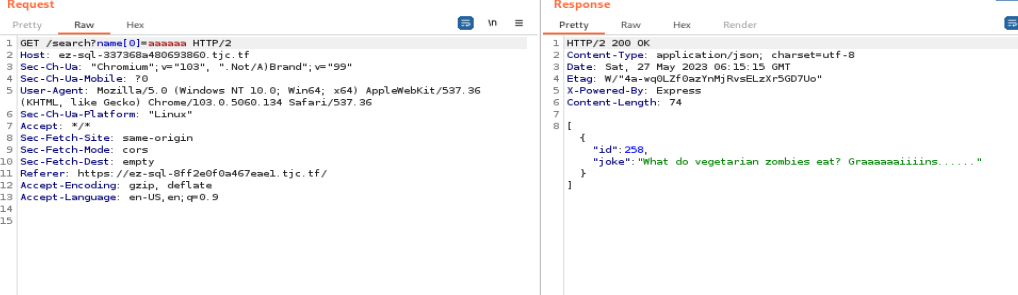 Request
Pretty Raw Hex
\n
1 GET /search?name[0]=aaaaaa HTTP/2
2 Host: ez-sql-337368a480693860.tjc.tf
3 Sec-Ch-Ua: "Chromium";v="103", ".Not/A)Brand";v="99"
4 Sec-Ch-Ua-Mobile: ?0
5 User-Agent: Mozilla/5.0 (Windows NT 10.0; Win64; x64) AppleWebKit/537.36
(KHTML, like Gecko) Chrome/103.0.5060.134 Safari/537.36
6 Sec-Ch-Ua-Platform: "Linux"
7 Accept: */*
8 Sec-Fetch-Site: same-origin
9 Sec-Fetch-Mode: cors
10 Sec-Fetch-Dest: empty
11 Referer: https://ez-sql-8ff2e0f0a467eae1.tjc.tf/
12 Accept-Encoding: gzip, deflate
13 Accept-Language: en-US,en;q=0.9
14
15
Response
Pretty Raw Hex Render
1 HTTP/2 200 OK
2 Content-Type: application/json; charset=utf-8
3 Date: Sat, 27 May 2023 06:15:15 GMT
4 Etag: W/"4a-wq0LZf0azYnMjRvsELzXr5GD7Uo"
5 X-Powered-By: Express
6 Content-Length: 74
7
8 [
{
"id":258,
"joke":"What do vegetarian zombies eat? Graaaaaiiiins......"
}
]